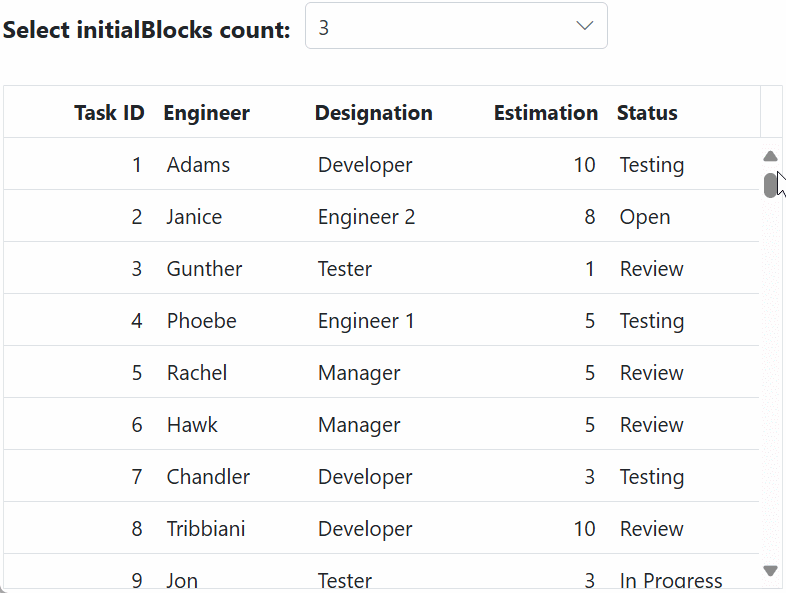 Select initialBlocks count: 3
Task ID Engineer Designation Estimation Status
1 Adams Developer 10 Testing
2 Janice Engineer 2 8 Open
3 Gunther Tester 1 Review
4 Phoebe Engineer 1 5 Testing
5 Rachel Manager 5 Review
6 Hawk Manager 5 Review
7 Chandler Developer 3 Testing
8 Tribbiani Developer 10 Review
9 Jon Tester 3 In Progress